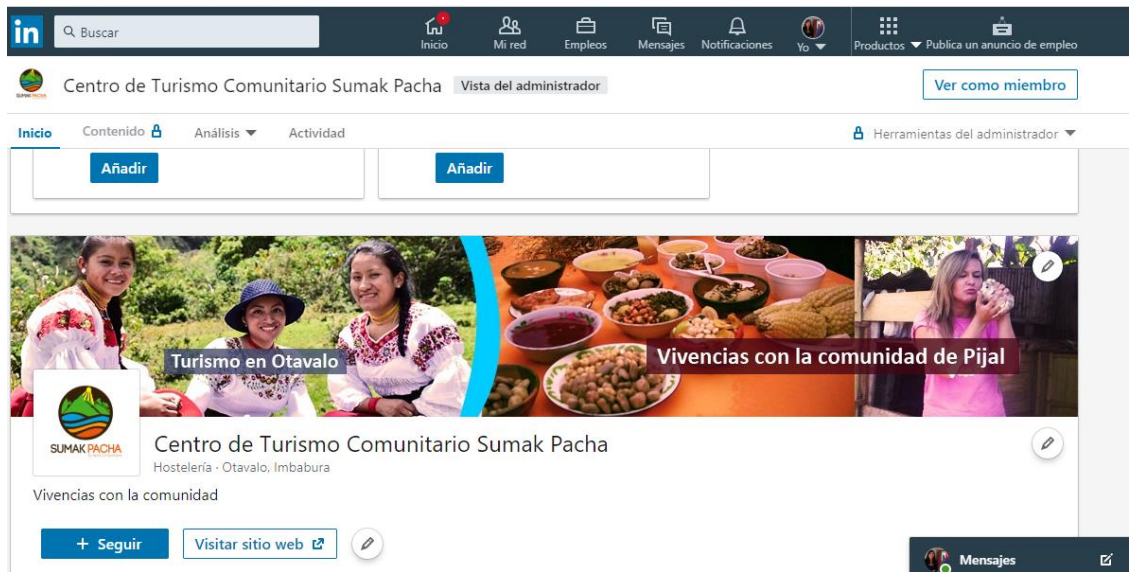 in
Buscar
Inicio
Mi red
Empleos
Mensajes
Notificaciones
Yo
Productos
Publica un anuncio de empleo
Centro de Turismo Comunitario Sumak Pacha
Vista del administrador
Ver como miembro
Inicio
Contenido
Análisis
Actividad
Herramientas del administrador
Añadir
Añadir
Turismo en Otavalo
Vivencias con la comunidad de Pijal
SUMAK PACHA
Centro de Turismo Comunitario Sumak Pacha
Hostelería · Otavalo, Imbabura
Vivencias con la comunidad
+ Seguir
Visitar sitio web
Mensajes